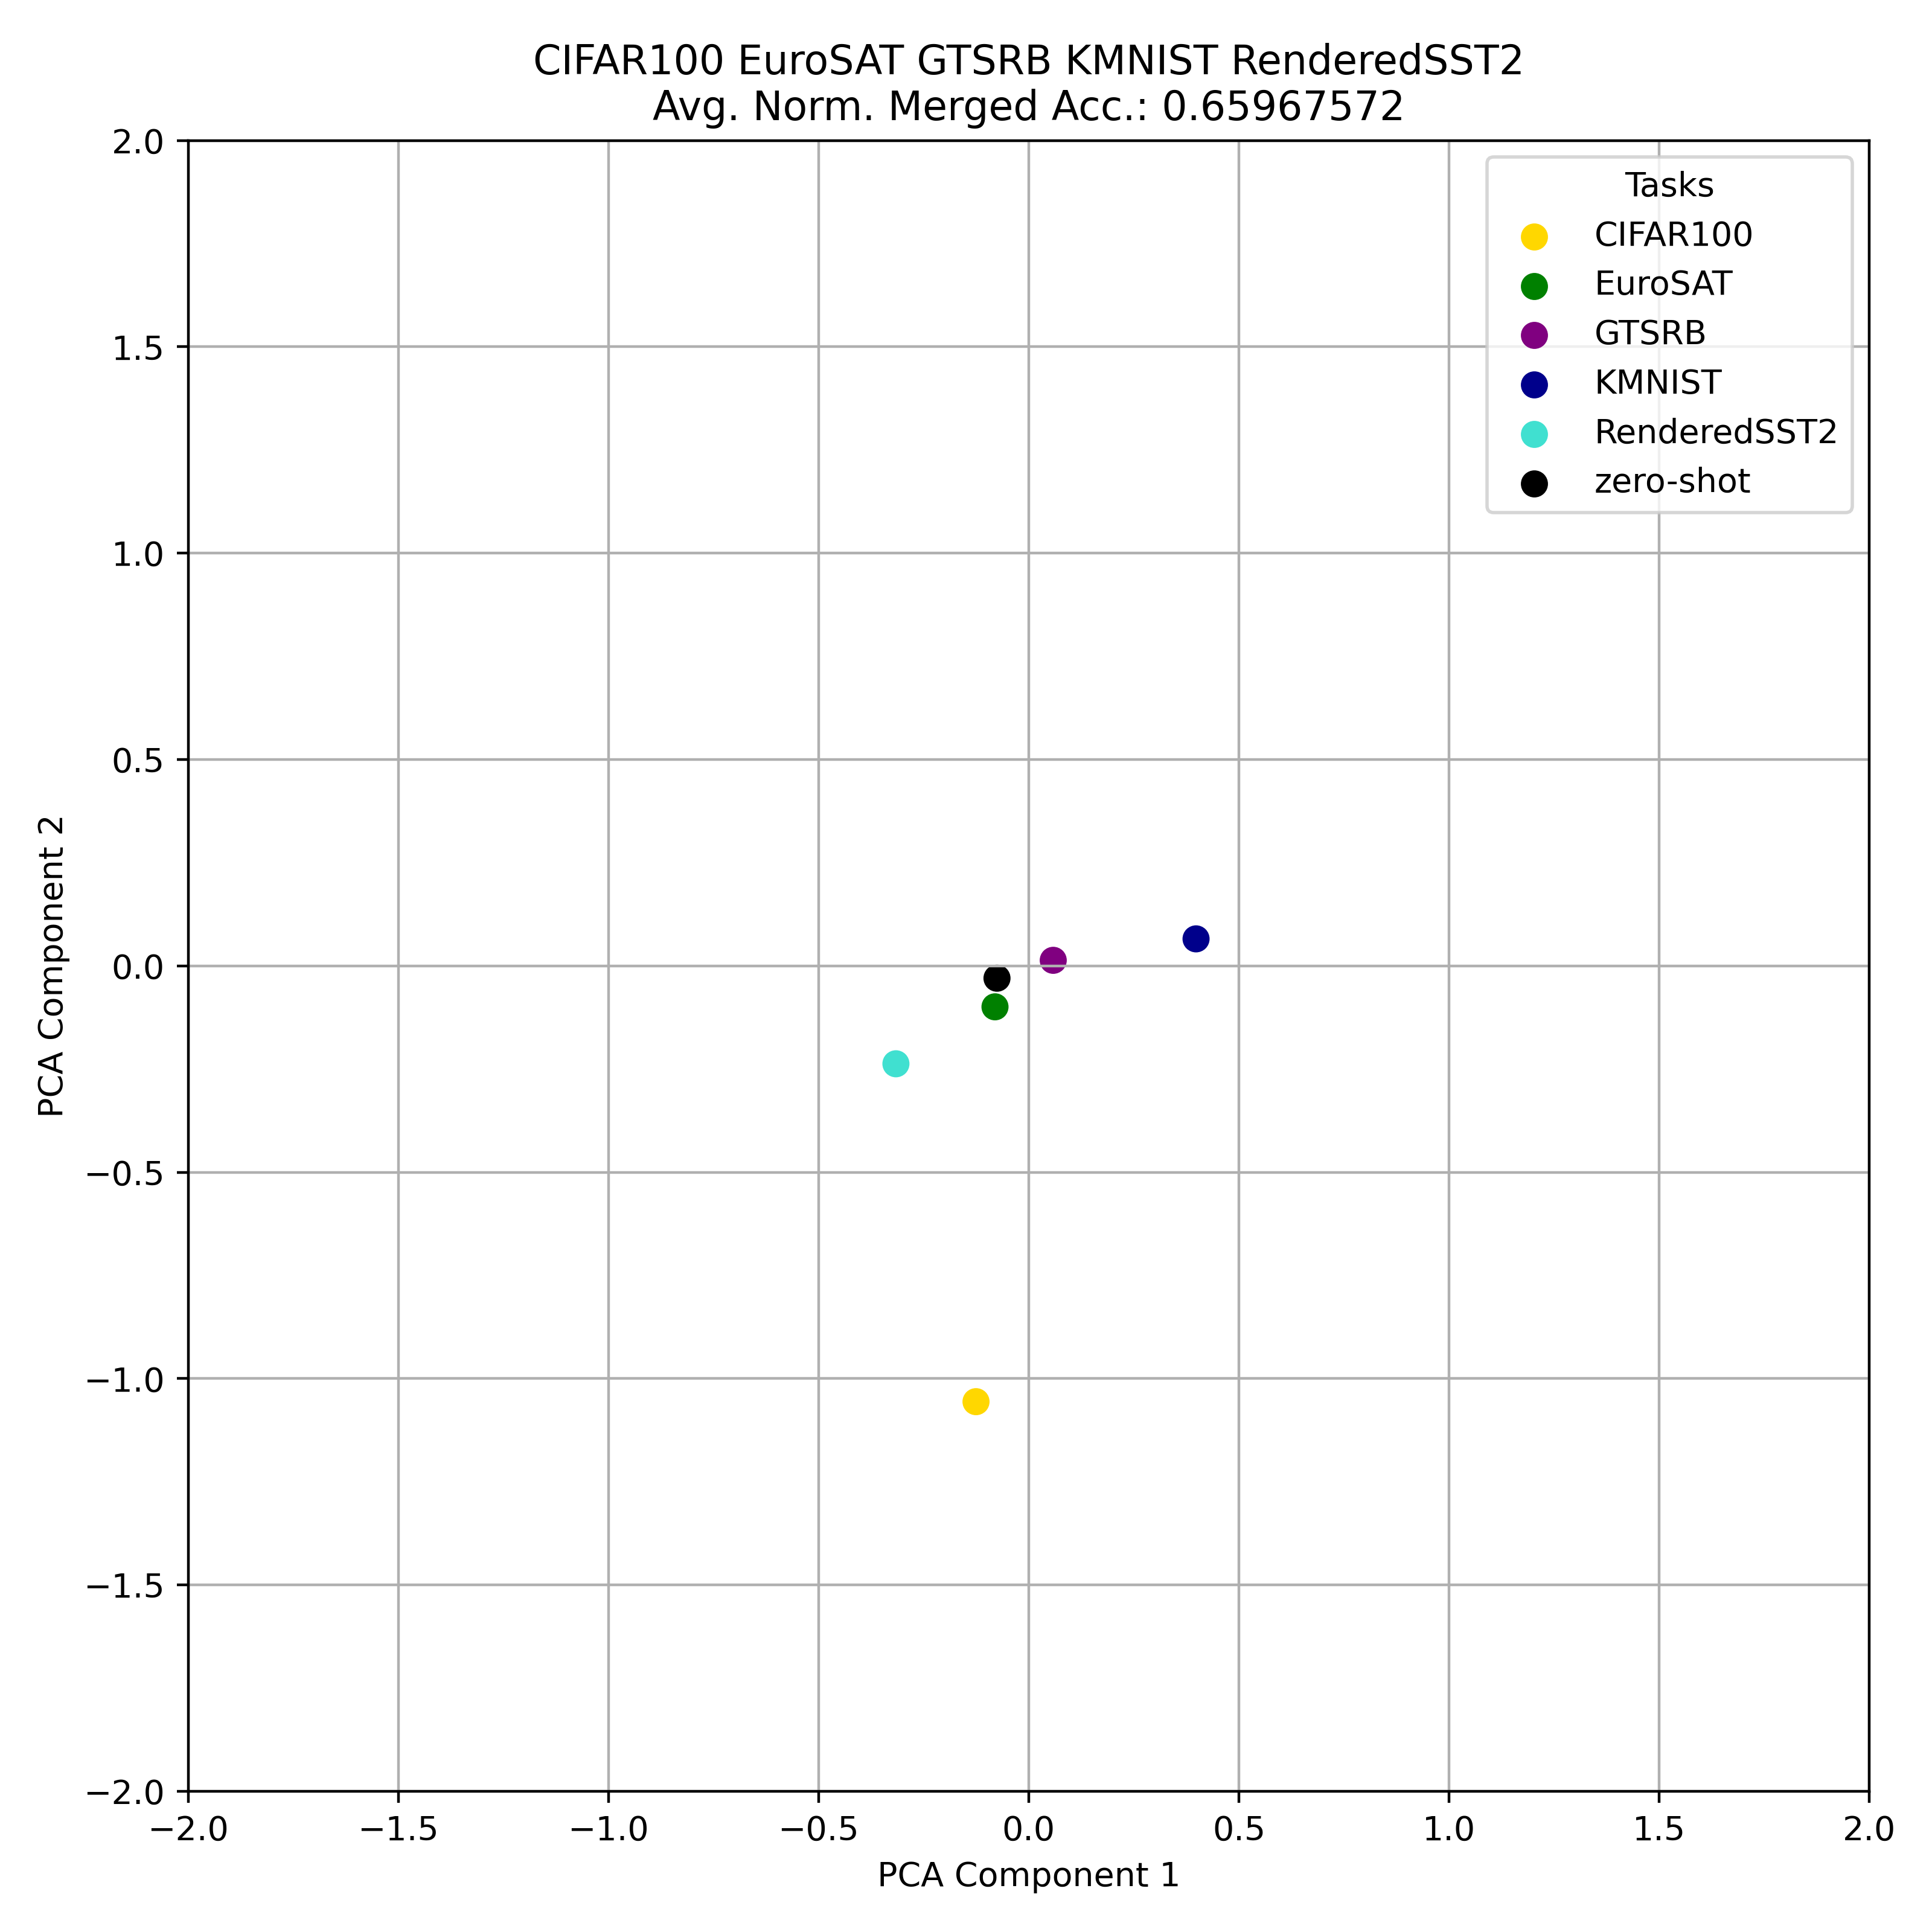 CIFAR100 EuroSAT GTSRB KMNIST RenderedSST2
Avg. Norm. Merged Acc.: 0.65967572
2.0
1.5
1.0
0.5
0.0
−0.5
−1.0
−1.5
−2.0
PCA Component 2
Tasks
CIFAR100
EuroSAT
GTSRB
KMNIST
RenderedSST2
zero-shot
−2.0 −1.5 −1.0 −0.5 0.0 0.5 1.0 1.5 2.0
PCA Component 1